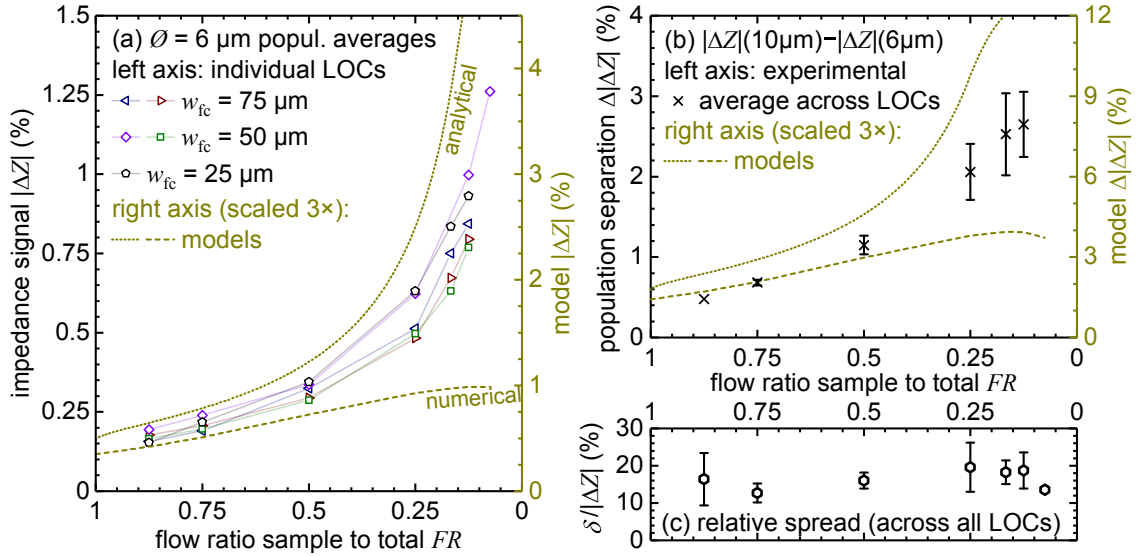 1.5
1.25
1
0.75
0.5
0.25
0
impedance signal |ΔZ| (%)
(a) Ø = 6 µm popul. averages
left axis: individual LOCs
w_fc = 75 µm
w_fc = 50 µm
w_fc = 25 µm
right axis (scaled 3×):
models
analytical
numerical
4
3
2
1
0
model |ΔZ| (%)
1 0.75 0.5 0.25 0
flow ratio sample to total FR
4
3
2
1
0
population separation Δ|ΔZ| (%)
(b) |ΔZ|(10µm)−|ΔZ|(6µm)
left axis: experimental
average across LOCs
right axis (scaled 3×):
models
12
9
6
3
0
model Δ|ΔZ| (%)
1 0.75 0.5 0.25 0
flow ratio sample to total FR
1 0.75 0.5 0.25 0
30
20
10
0
δ/|ΔZ| (%)
(c) relative spread (across all LOCs)